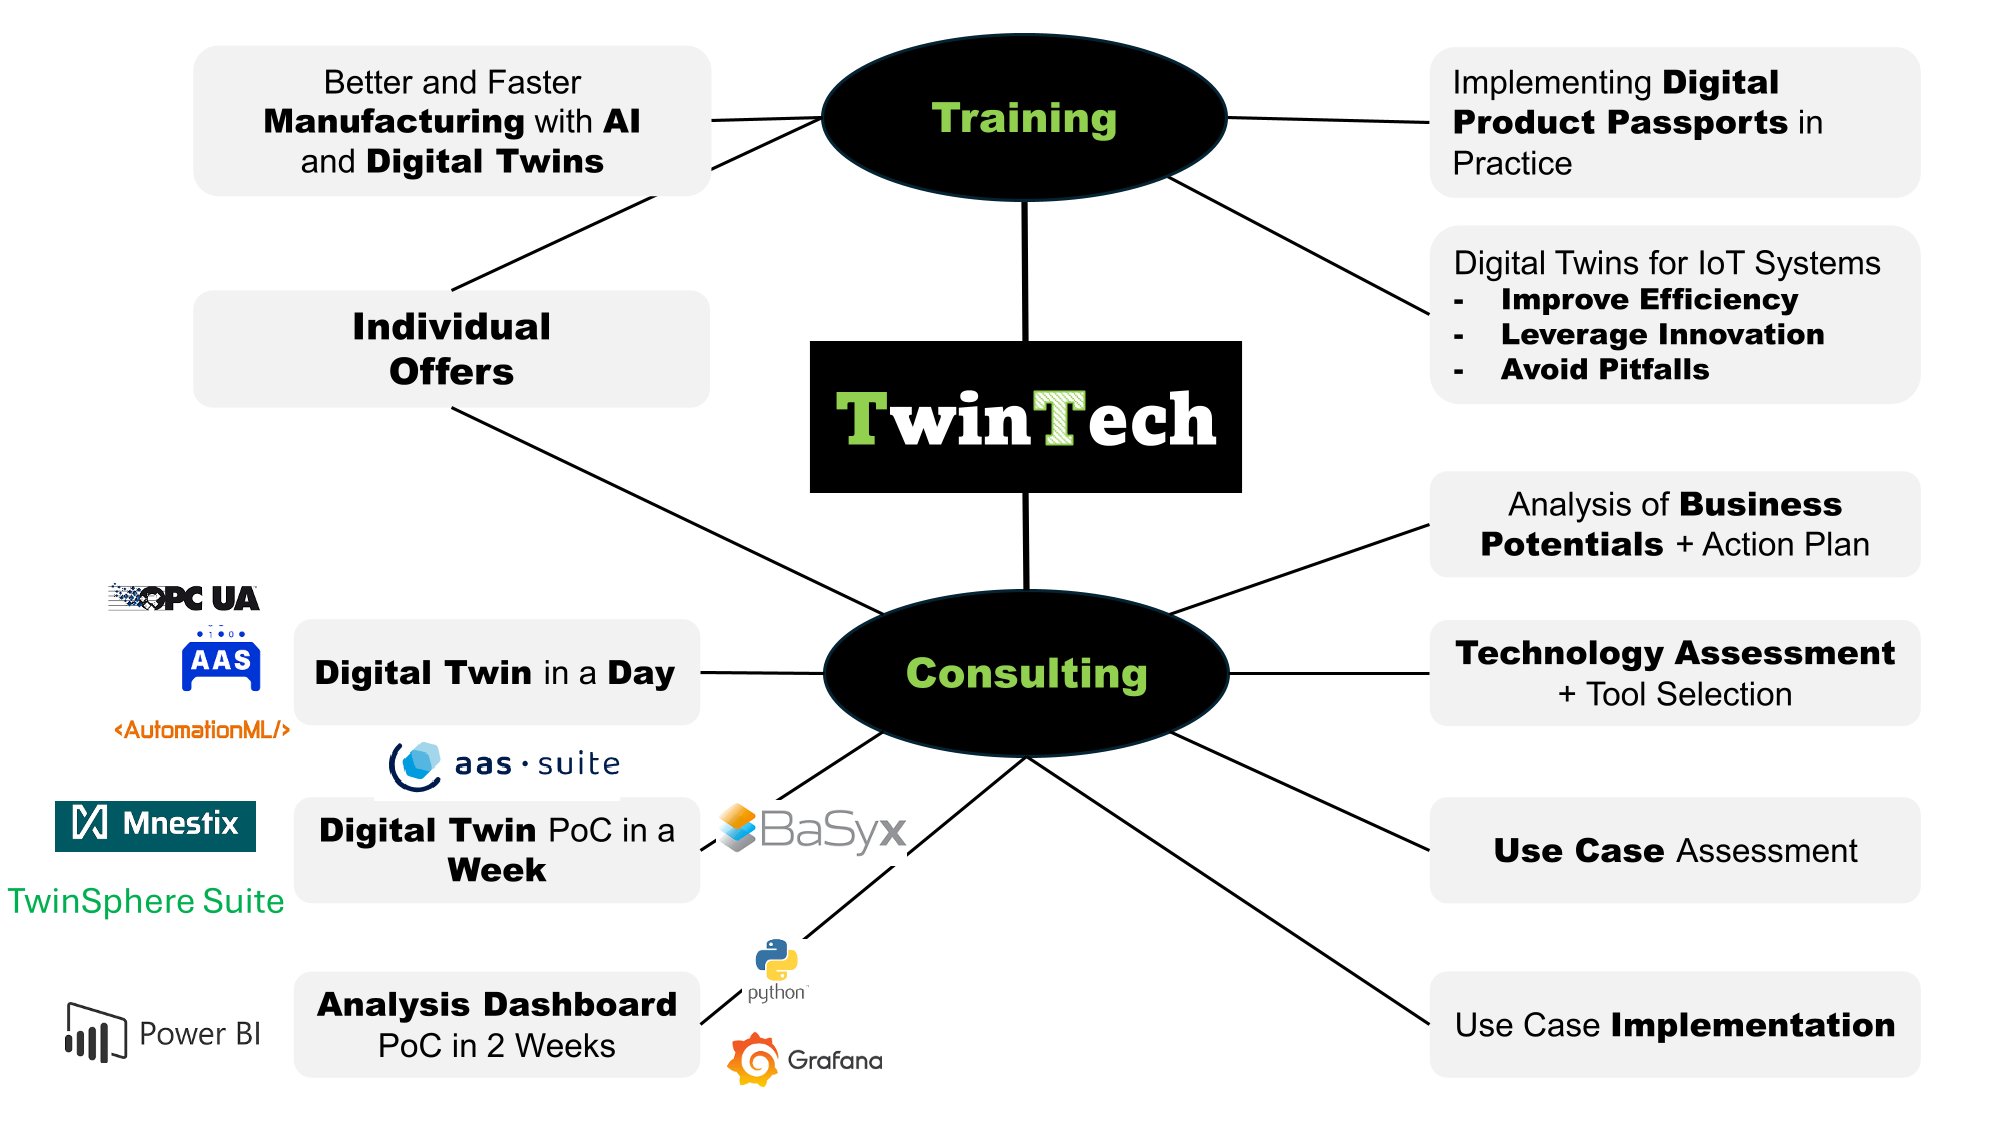 Better and Faster
Manufacturing with AI
and Digital Twins
Training
Implementing Digital
Product Passports in
Practice
Digital Twins for IoT Systems
- Improve Efficiency
- Leverage Innovation
- Avoid Pitfalls
Individual
Offers
TwinTech
Analysis of Business
Potentials + Action Plan
OPC UA
AAS
<AutomationML/>
Digital Twin in a Day
Consulting
Technology Assessment
+ Tool Selection
aas · suite
Mnestix
TwinSphere Suite
Digital Twin PoC in a
Week
BaSyx
Use Case Assessment
Power BI
Analysis Dashboard
PoC in 2 Weeks
python
Grafana
Use Case Implementation